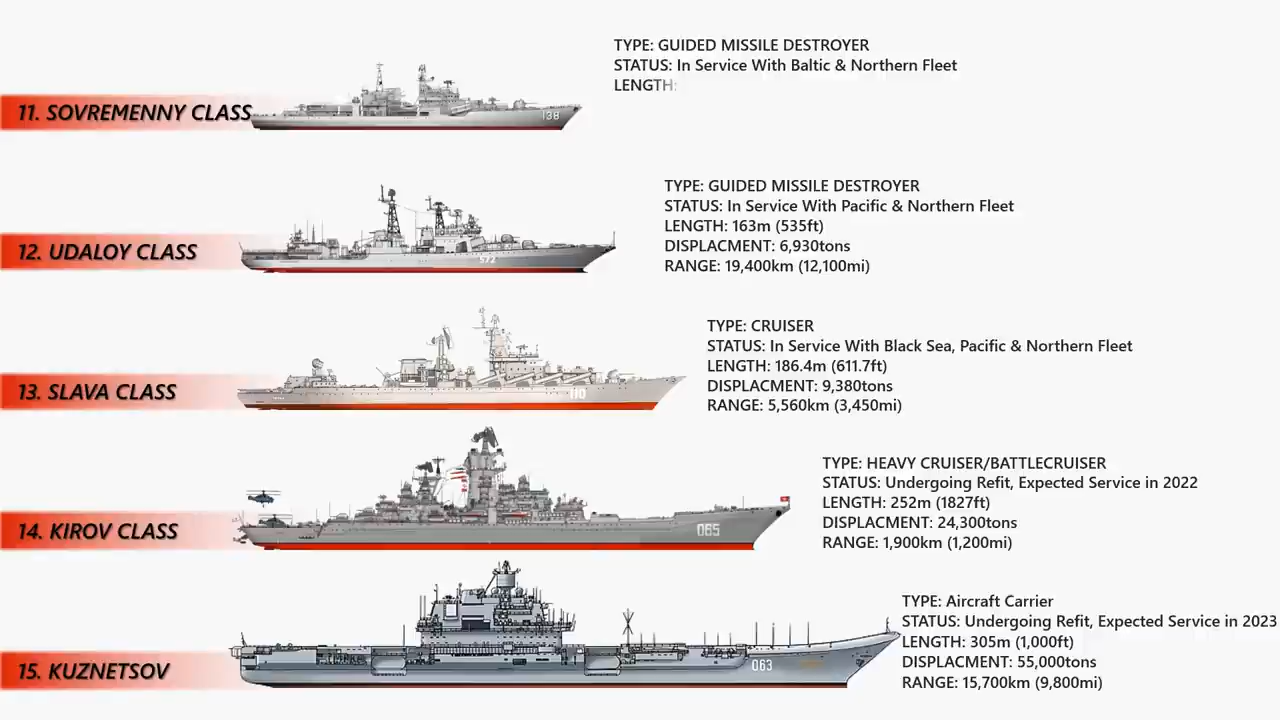 11. SOVREMENNY CLASS
138
TYPE: GUIDED MISSILE DESTROYER
STATUS: In Service With Baltic & Northern Fleet
LENGTH:
12. UDALOY CLASS
572
TYPE: GUIDED MISSILE DESTROYER
STATUS: In Service With Pacific & Northern Fleet
LENGTH: 163m (535ft)
DISPLACMENT: 6,930tons
RANGE: 19,400km (12,100mi)
13. SLAVA CLASS
110
TYPE: CRUISER
STATUS: In Service With Black Sea, Pacific & Northern Fleet
LENGTH: 186.4m (611.7ft)
DISPLACMENT: 9,380tons
RANGE: 5,560km (3,450mi)
14. KIROV CLASS
065
TYPE: HEAVY CRUISER/BATTLECRUISER
STATUS: Undergoing Refit, Expected Service in 2022
LENGTH: 252m (1827ft)
DISPLACMENT: 24,300tons
RANGE: 1,900km (1,200mi)
15. KUZNETSOV
063
TYPE: Aircraft Carrier
STATUS: Undergoing Refit, Expected Service in 2023
LENGTH: 305m (1,000ft)
DISPLACMENT: 55,000tons
RANGE: 15,700km (9,800mi)